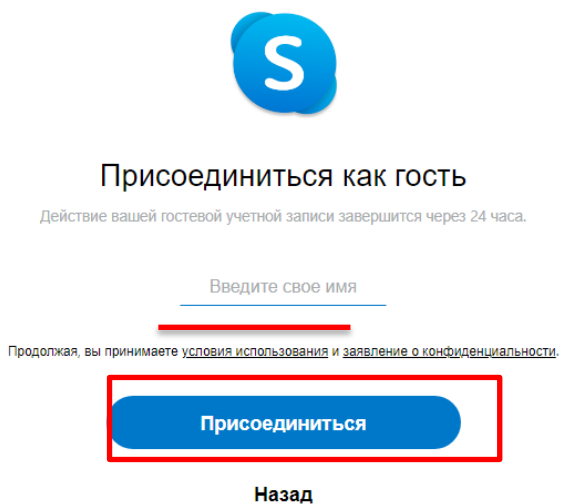 S
Присоединиться как гость
Действие вашей гостевой учетной записи завершится через 24 часа.
Введите свое имя
Продолжая, вы принимаете условия использования и заявление о конфиденциальности.
Присоединиться
Назад